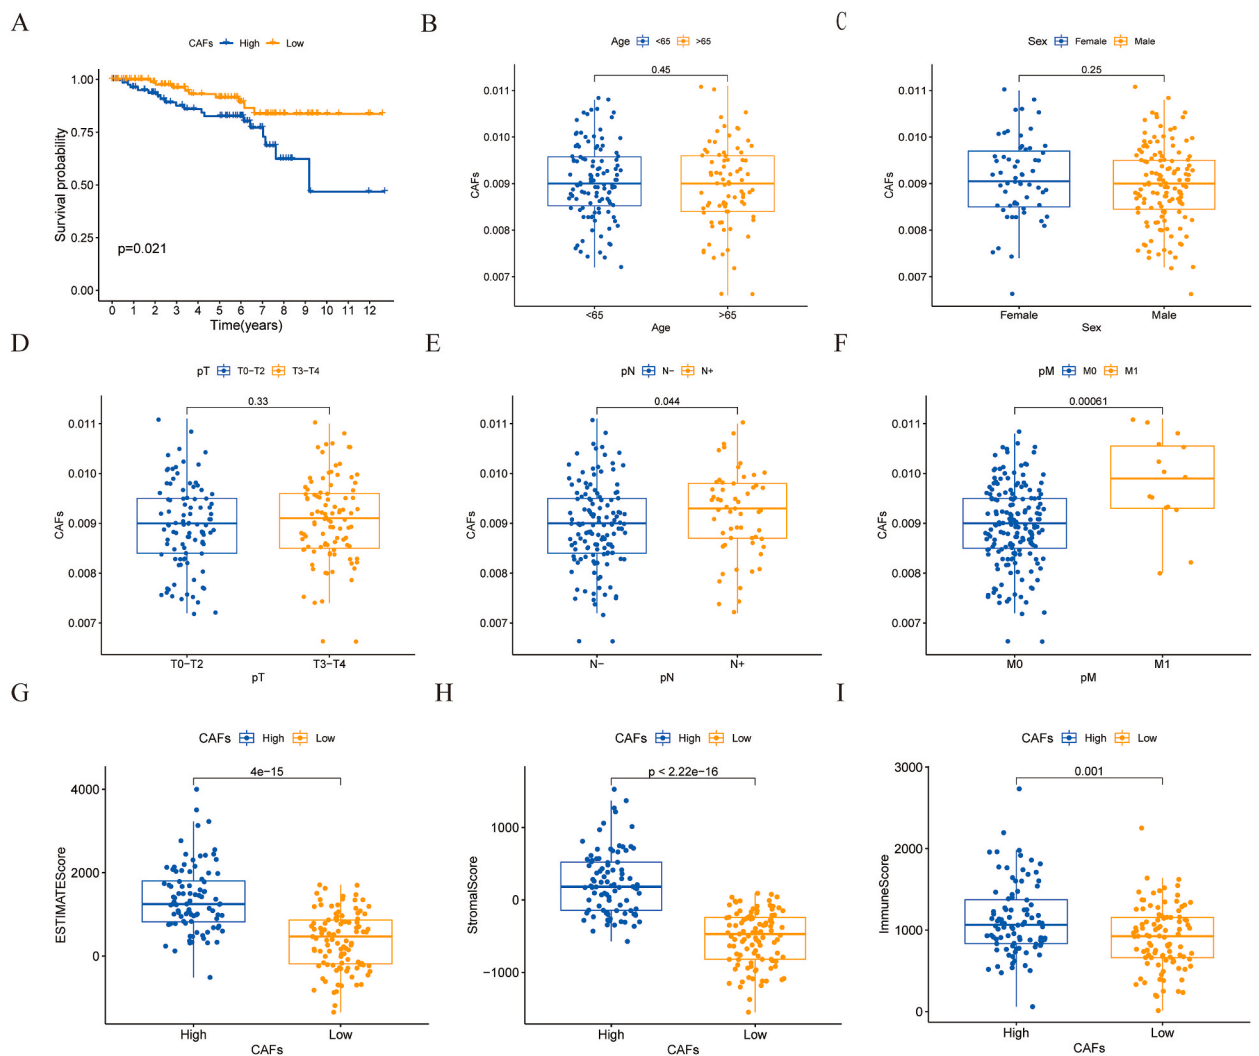 A
CAFs High Low
Survival probability
1.00
0.75
0.50
0.25
0.00
p=0.021
0 1 2 3 4 5 6 7 8 9 10 11 12
Time(years)
B
Age <65 >65
CAFs
0.011
0.010
0.009
0.008
0.007
0.45
<65 >65
Age
C
Sex Female Male
CAFs
0.011
0.010
0.009
0.008
0.007
0.25
Female Male
Sex
D
pT T0−T2 T3−T4
CAFs
0.011
0.010
0.009
0.008
0.007
0.33
T0−T2 T3−T4
pT
E
pN N− N+
CAFs
0.011
0.010
0.009
0.008
0.007
0.044
N− N+
pN
F
pM M0 M1
CAFs
0.011
0.010
0.009
0.008
0.007
0.00061
M0 M1
pM
G
CAFs High Low
ESTIMATEScore
4000
2000
0
4e−15
High Low
CAFs
H
CAFs High Low
StromalScore
1000
0
−1000
p < 2.22e−16
High Low
CAFs
I
CAFs High Low
ImmuneScore
3000
2000
1000
0
0.001
High Low
CAFs